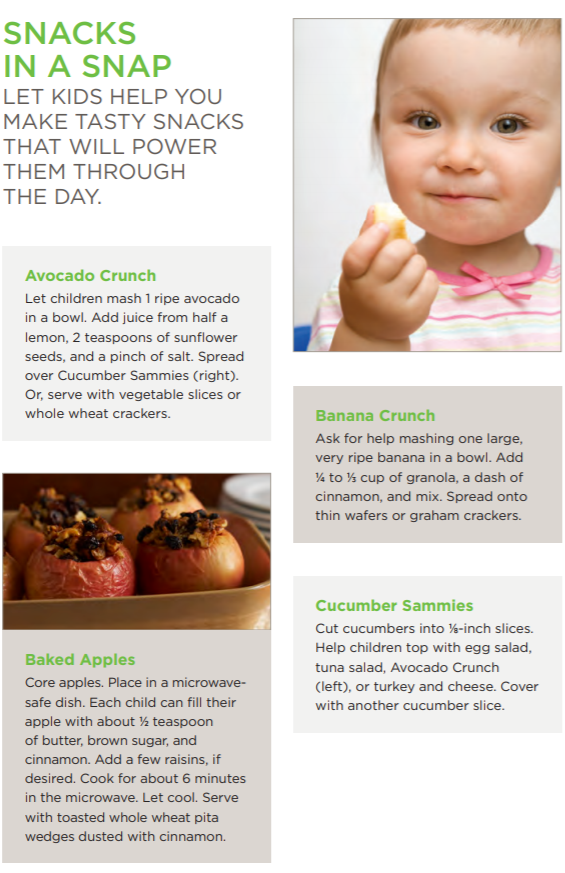 SNACKS
IN A SNAP
LET KIDS HELP YOU
MAKE TASTY SNACKS
THAT WILL POWER
THEM THROUGH
THE DAY.
Avocado Crunch
Let children mash 1 ripe avocado
in a bowl. Add juice from half a
lemon, 2 teaspoons of sunflower
seeds, and a pinch of salt. Spread
over Cucumber Sammies (right).
Or, serve with vegetable slices or
whole wheat crackers.
Baked Apples
Core apples. Place in a microwave-
safe dish. Each child can fill their
apple with about ½ teaspoon
of butter, brown sugar, and
cinnamon. Add a few raisins, if
desired. Cook for about 6 minutes
in the microwave. Let cool. Serve
with toasted whole wheat pita
wedges dusted with cinnamon.
Banana Crunch
Ask for help mashing one large,
very ripe banana in a bowl. Add
¼ to ⅓ cup of granola, a dash of
cinnamon, and mix. Spread onto
thin wafers or graham crackers.
Cucumber Sammies
Cut cucumbers into ⅛-inch slices.
Help children top with egg salad,
tuna salad, Avocado Crunch
(left), or turkey and cheese. Cover
with another cucumber slice.